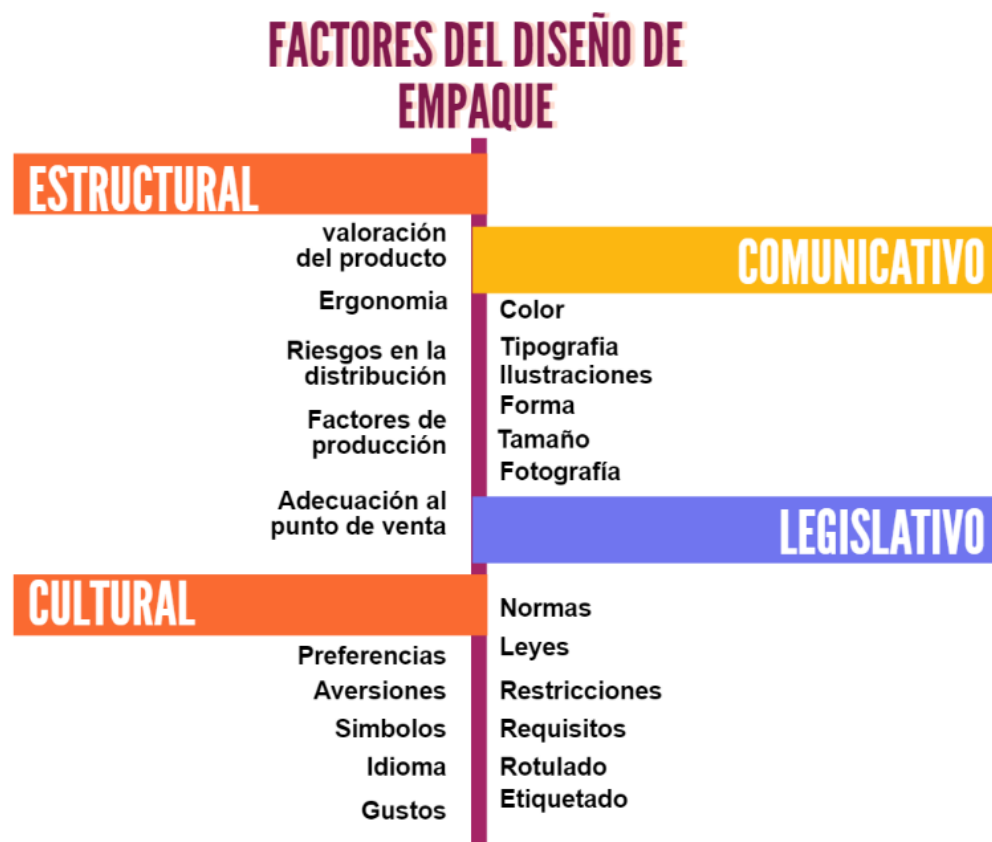 FACTORES DEL DISEÑO DE
EMPAQUE
ESTRUCTURAL
valoración
del producto
Ergonomia
Riesgos en la
distribución
Factores de
producción
Adecuación al
punto de venta
COMUNICATIVO
Color
Tipografia
Ilustraciones
Forma
Tamaño
Fotografía
CULTURAL
Preferencias
Aversiones
Simbolos
Idioma
Gustos
LEGISLATIVO
Normas
Leyes
Restricciones
Requisitos
Rotulado
Etiquetado